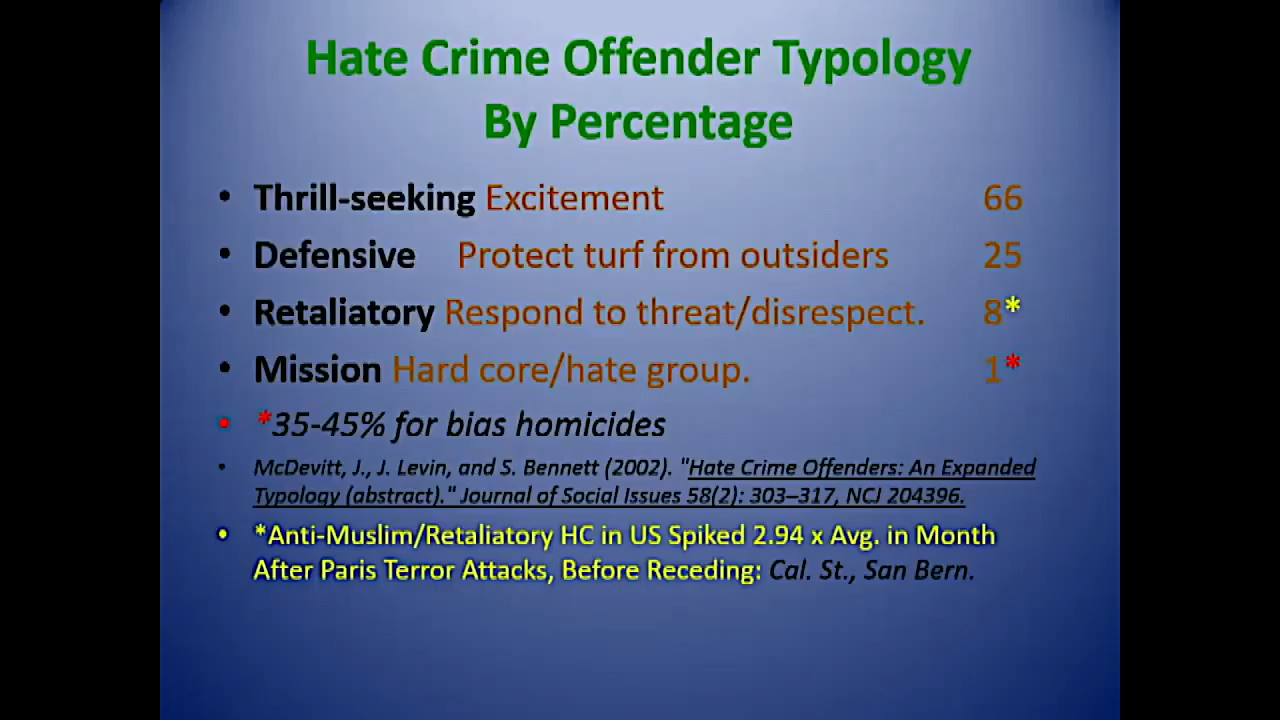 Hate Crime Offender Typology
By Percentage
• Thrill-seeking Excitement 66
• Defensive Protect turf from outsiders 25
• Retaliatory Respond to threat/disrespect. 8*
• Mission Hard core/hate group. 1*
• *35-45% for bias homicides
• McDevitt, J., J. Levin, and S. Bennett (2002). "Hate Crime Offenders: An Expanded
Typology (abstract)." Journal of Social Issues 58(2): 303–317, NCJ 204396.
• *Anti-Muslim/Retaliatory HC in US Spiked 2.94 x Avg. in Month
After Paris Terror Attacks, Before Receding: Cal. St., San Bern.